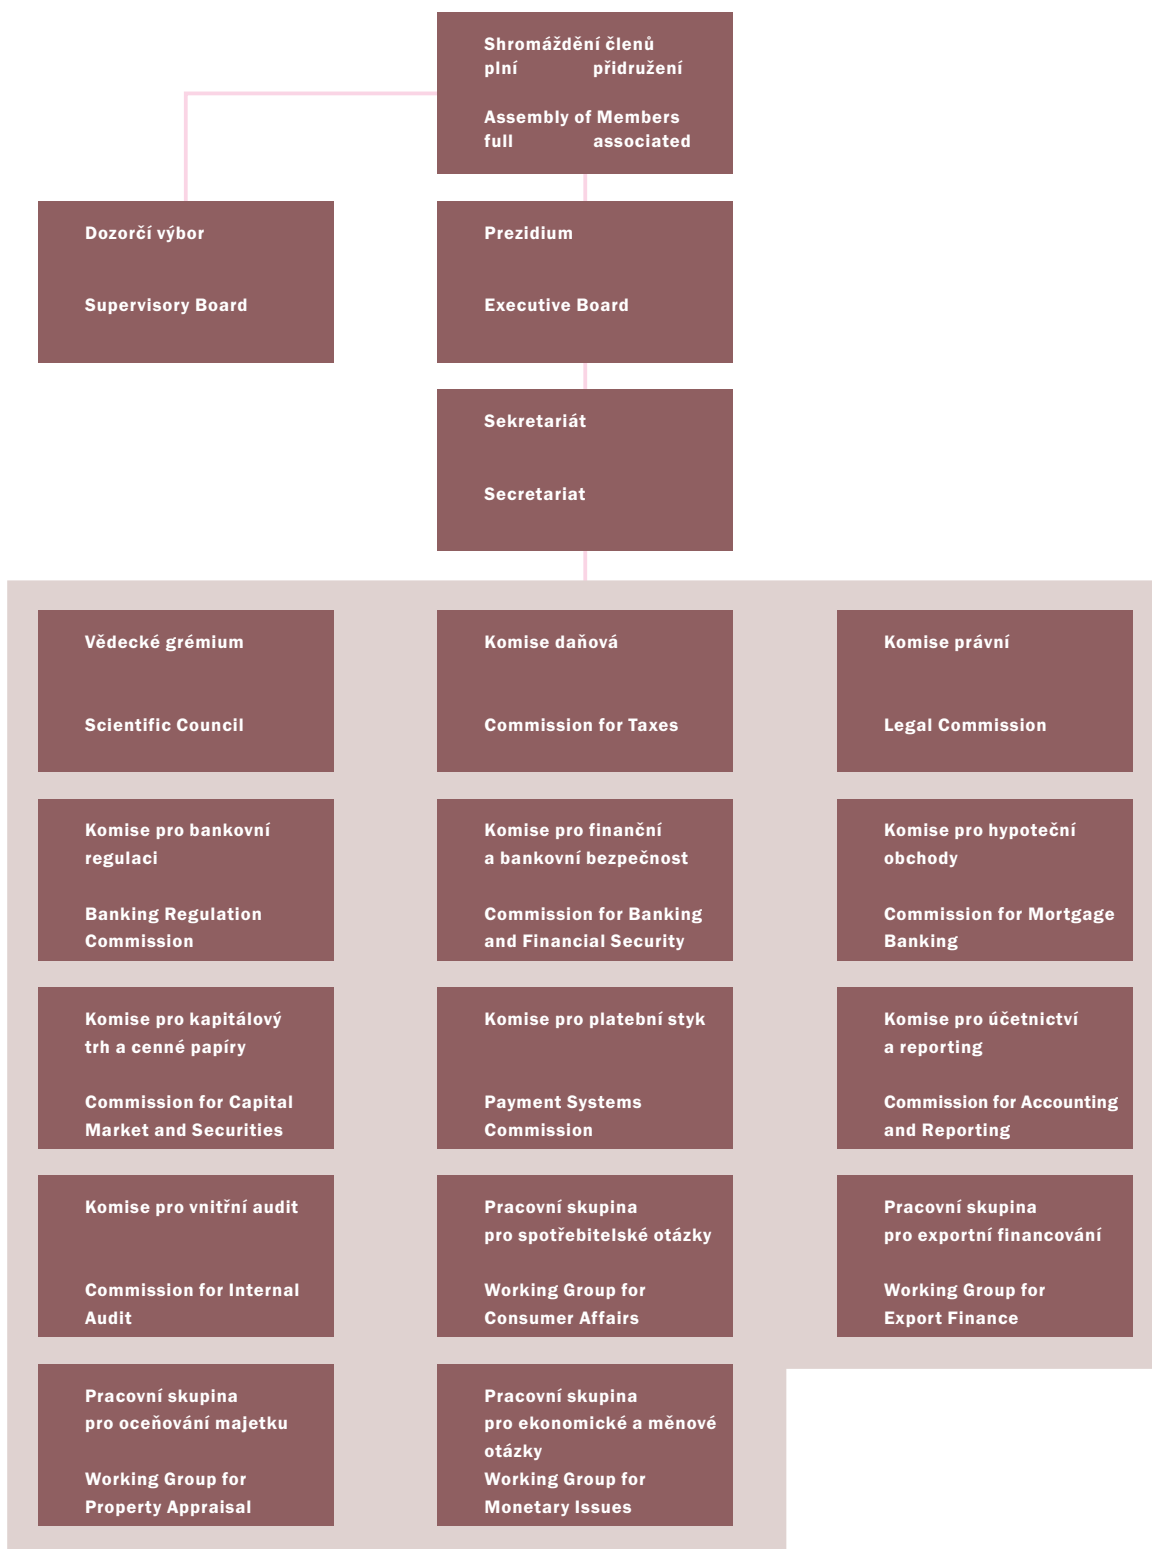 Shromáždění členů
plní přidružení
Assembly of Members
full associated
Dozorčí výbor
Supervisory Board
Prezidium
Executive Board
Sekretariát
Secretariat
Vědecké grémium
Scientific Council
Komise daňová
Commission for Taxes
Komise právní
Legal Commission
Komise pro bankovní
regulaci
Banking Regulation
Commission
Komise pro finanční
a bankovní bezpečnost
Commission for Banking
and Financial Security
Komise pro hypoteční
obchody
Commission for Mortgage
Banking
Komise pro kapitálový
trh a cenné papíry
Commission for Capital
Market and Securities
Komise pro platební styk
Payment Systems
Commission
Komise pro účetnictví
a reporting
Commission for Accounting
and Reporting
Komise pro vnitřní audit
Commission for Internal
Audit
Pracovní skupina
pro spotřebitelské otázky
Working Group for
Consumer Affairs
Pracovní skupina
pro exportní financování
Working Group for
Export Finance
Pracovní skupina
pro oceňování majetku
Working Group for
Property Appraisal
Pracovní skupina
pro ekonomické a měnové
otázky
Working Group for
Monetary Issues